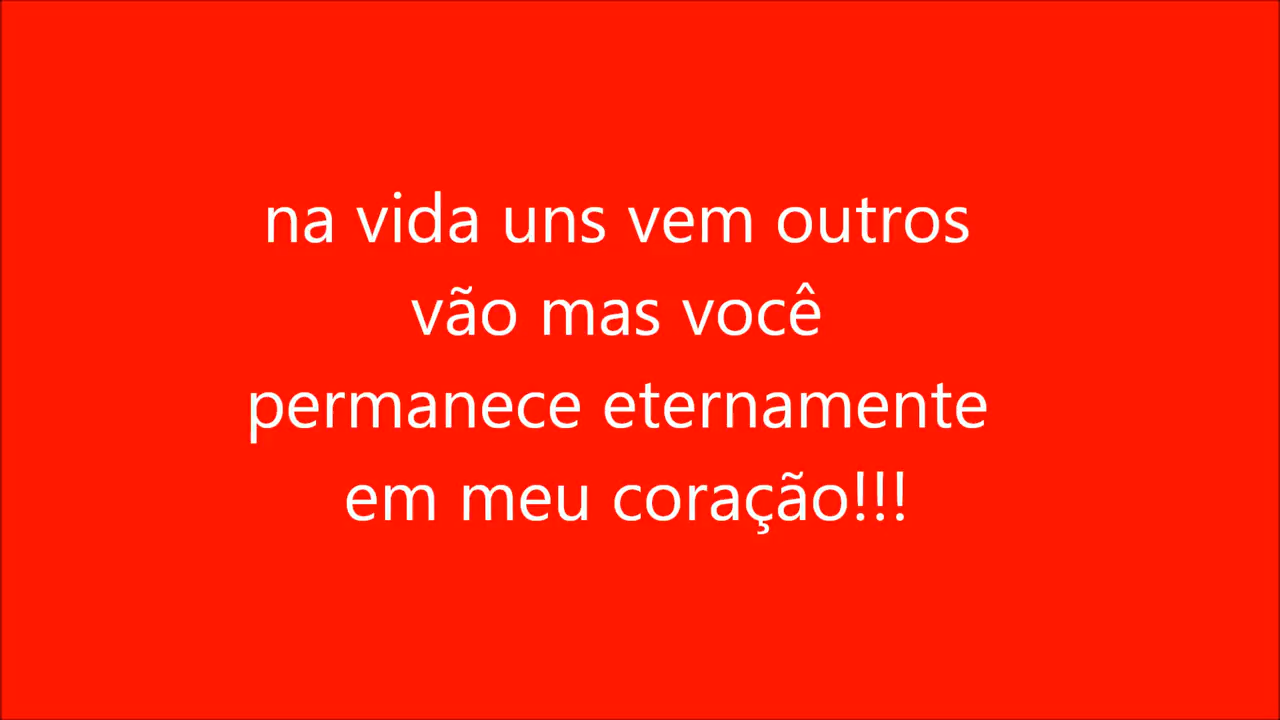 na vida uns vem outros
vão mas você
permanece eternamente
em meu coração!!!